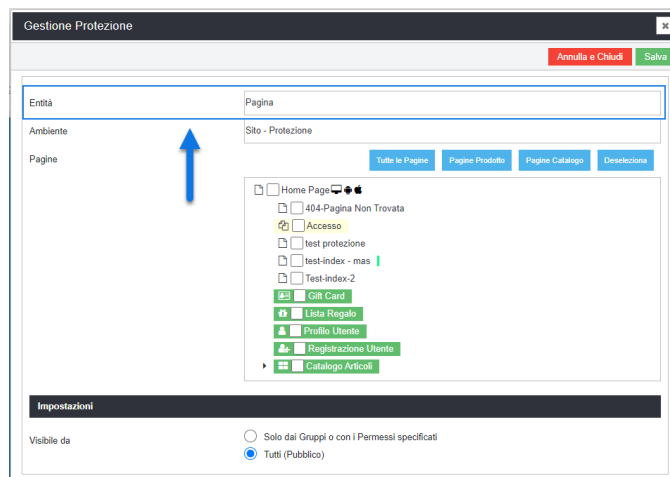 Gestione Protezione
x
Annulla e Chiudi Salva
Entità Pagina
Ambiente Sito - Protezione
Pagine Tutte le Pagine Pagine Prodotto Pagine Catalogo Deseleziona
Home Page
404-Pagina Non Trovata
Accesso
test protezione
test-index - mas
Test-index-2
Gift Card
Lista Regalo
Profilo Utente
Registrazione Utente
Catalogo Articoli
Impostazioni
Visibile da Solo dai Gruppi o con i Permessi specificati
Tutti (Pubblico)